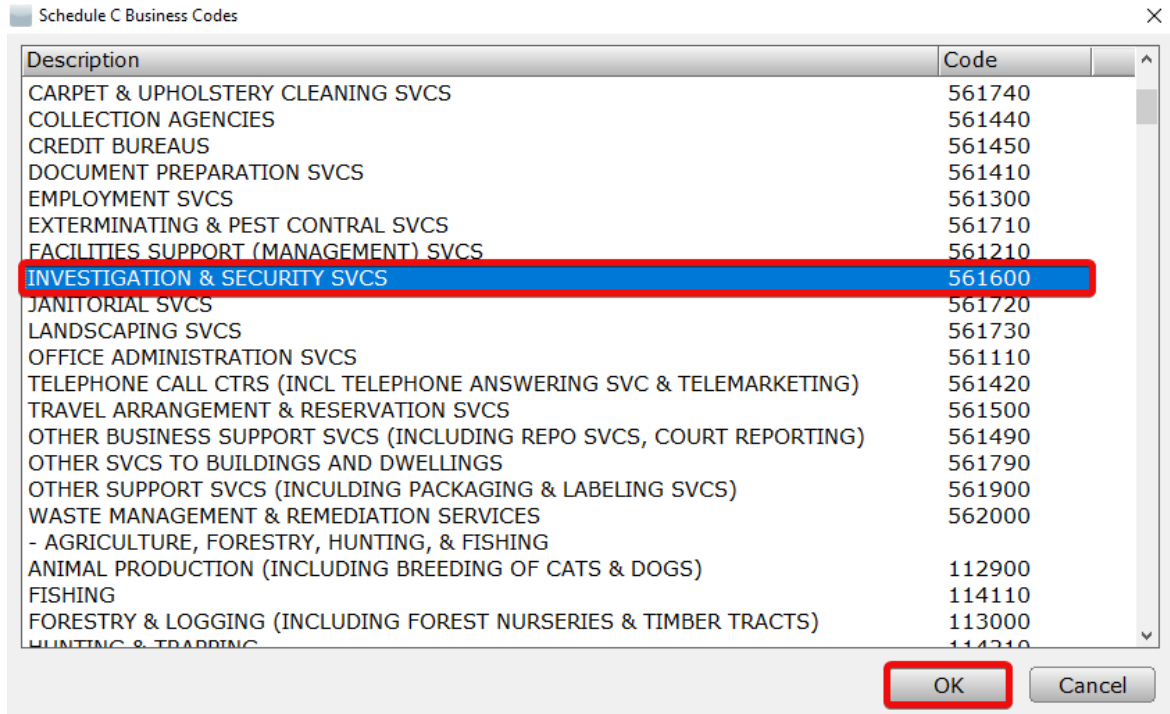 Schedule C Business Codes
Description Code
CARPET & UPHOLSTERY CLEANING SVCS 561740
COLLECTION AGENCIES 561440
CREDIT BUREAUS 561450
DOCUMENT PREPARATION SVCS 561410
EMPLOYMENT SVCS 561300
EXTERMINATING & PEST CONTRAL SVCS 561710
FACILITIES SUPPORT (MANAGEMENT) SVCS 561210
INVESTIGATION & SECURITY SVCS 561600
JANITORIAL SVCS 561720
LANDSCAPING SVCS 561730
OFFICE ADMINISTRATION SVCS 561110
TELEPHONE CALL CTRS (INCL TELEPHONE ANSWERING SVC & TELEMARKETING) 561420
TRAVEL ARRANGEMENT & RESERVATION SVCS 561500
OTHER BUSINESS SUPPORT SVCS (INCLUDING REPO SVCS, COURT REPORTING) 561490
OTHER SVCS TO BUILDINGS AND DWELLINGS 561790
OTHER SUPPORT SVCS (INCULDING PACKAGING & LABELING SVCS) 561900
WASTE MANAGEMENT & REMEDIATION SERVICES 562000
- AGRICULTURE, FORESTRY, HUNTING, & FISHING
ANIMAL PRODUCTION (INCLUDING BREEDING OF CATS & DOGS) 112900
FISHING 114110
FORESTRY & LOGGING (INCLUDING FOREST NURSERIES & TIMBER TRACTS) 113000
HUNTING & TRAPPING 114210
OK Cancel